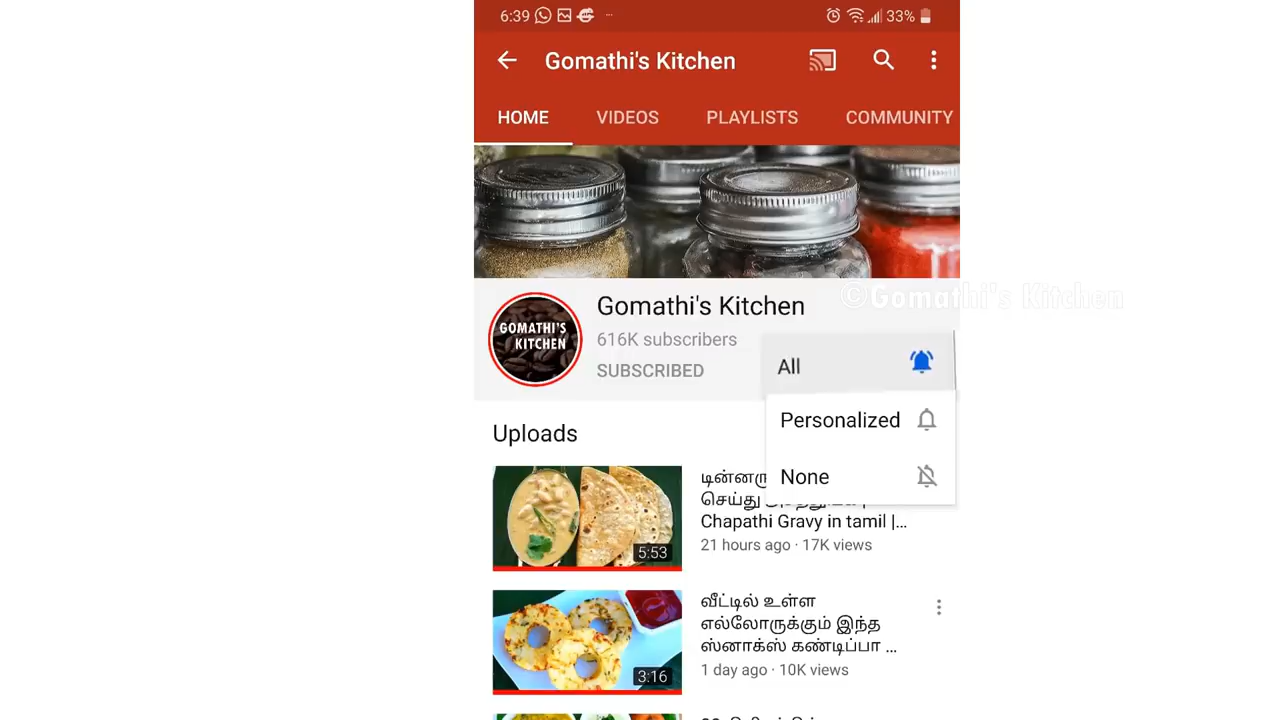 6:39
33%
Gomathi's Kitchen
HOME VIDEOS PLAYLISTS COMMUNITY
©Gomathi's Kitchen
GOMATHI'S
KITCHEN
Gomathi's Kitchen
616K subscribers
SUBSCRIBED
All
Personalized
None
Uploads
5:53
செய்து
Chapathi Gravy in tamil |...
21 hours ago · 17K views
3:16
வீட்டில் உள்ள
எல்லோருக்கும் இந்த
ஸ்னாக்ஸ் கண்டிப்பா ...
1 day ago · 10K views